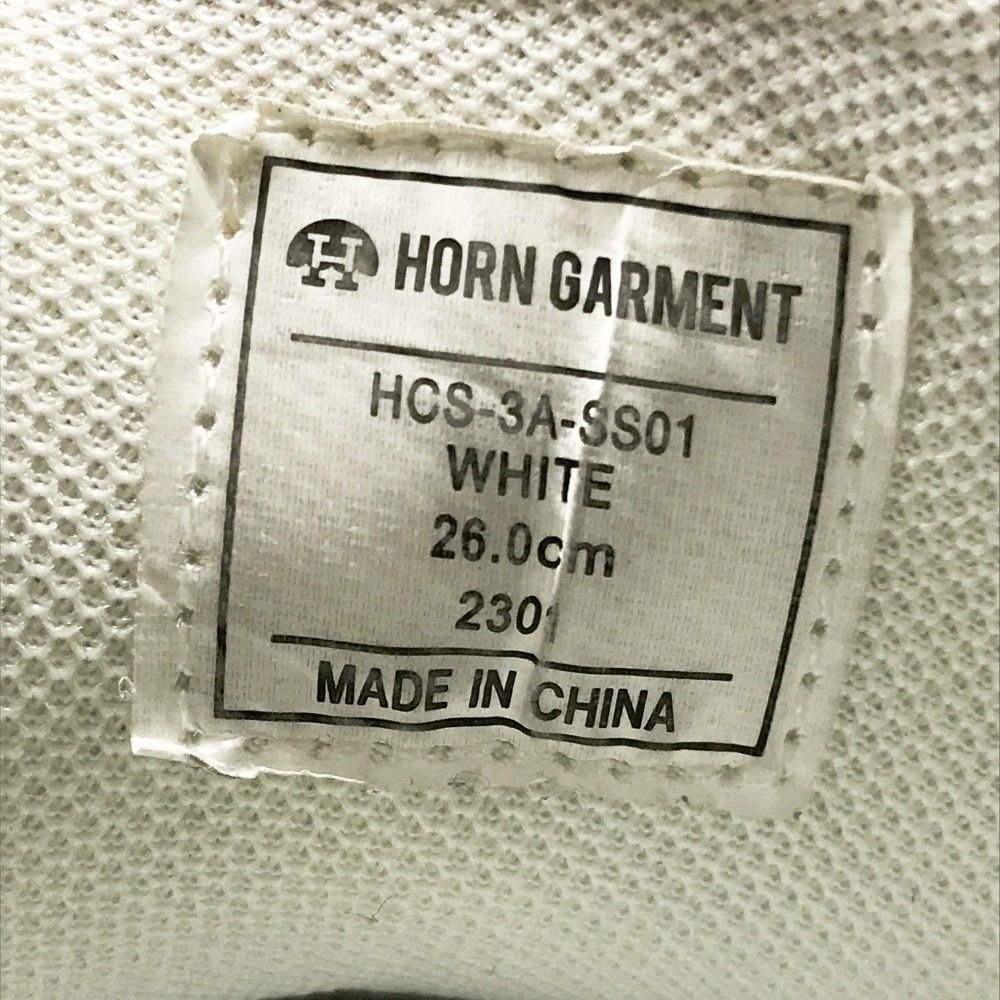 H HORN GARMENT
HCS-3A-SS01
WHITE
26.0cm
2301
MADE IN CHINA